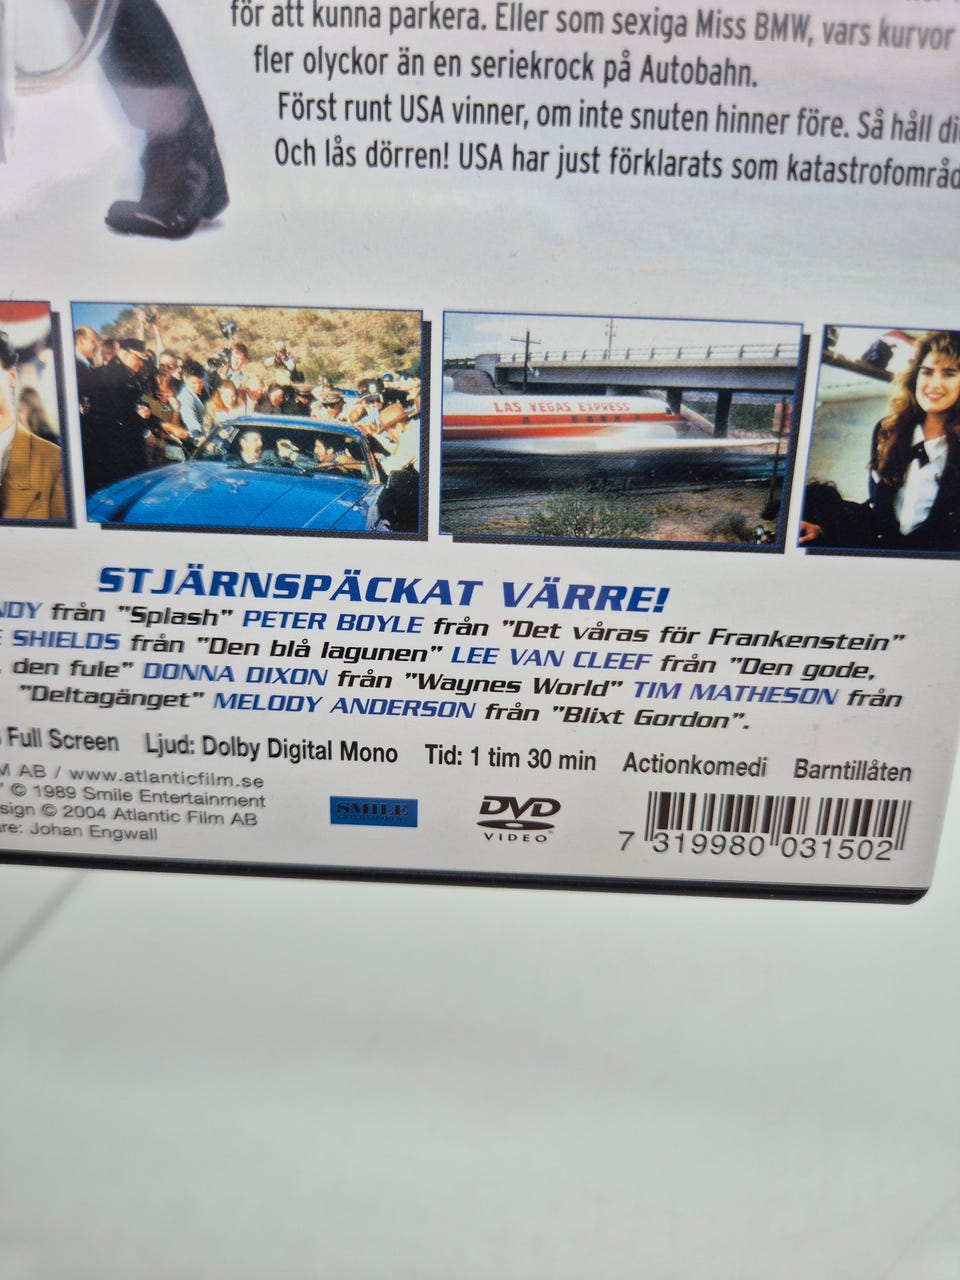 för att kunna parkera. Eller som sexiga Miss BMW, vars kurvor
fler olyckor än en seriekrock på Autobahn.
Först runt USA vinner, om inte snuten hinner före. Så håll di
Och lås dörren! USA har just förklarats som katastrofområd
LAS VEGAS EXPRESS
STJÄRNSPÄCKAT VÄRRE!
NDY från "Splash" PETER BOYLE från "Det våras för Frankenstein"
E SHIELDS från "Den blå lagunen" LEE VAN CLEEF från "Den gode,
, den fule" DONNA DIXON från "Waynes World" TIM MATHESON från
"Deltagänget" MELODY ANDERSON från "Blixt Gordon".
Full Screen Ljud: Dolby Digital Mono Tid: 1 tim 30 min Actionkomedi Barntillåten
M AB / www.atlanticfilm.se
" © 1989 Smile Entertainment
sign © 2004 Atlantic Film AB
are: Johan Engwall
SMILE
ENTERTAINMENT
DVD
VIDEO
7 319980 031502